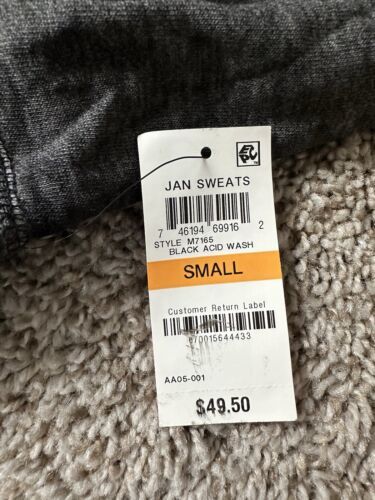 JAN SWEATS
7 46194 69916 2
STYLE M7165
BLACK ACID WASH
SMALL
Customer Return Label
670015644433
AA05-001
$49.50